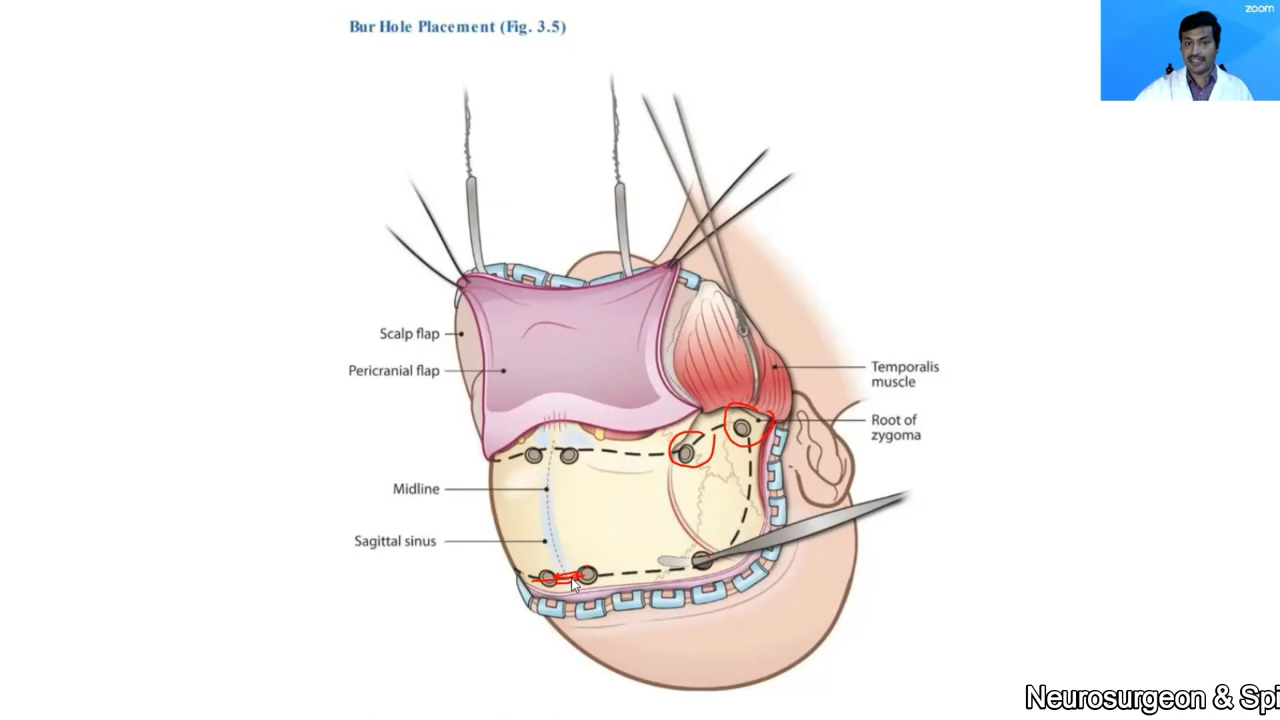 zoom
Bur Hole Placement (Fig. 3.5)
Scalp flap
Pericranial flap
Temporalis
muscle
Root of
zygoma
Midline
Sagittal sinus
Neurosurgeon & Spi